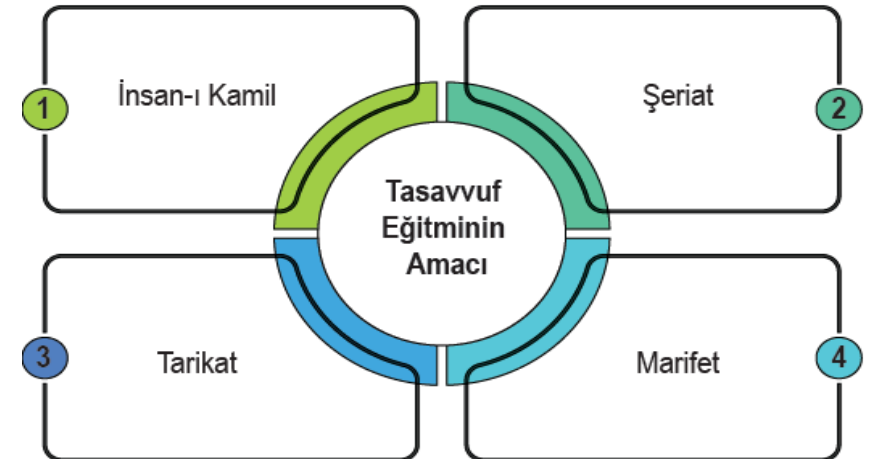 1
İnsan-ı Kamil
Şeriat
2
Tasavvuf
Eğitminin
Amacı
3
Tarikat
Marifet
4